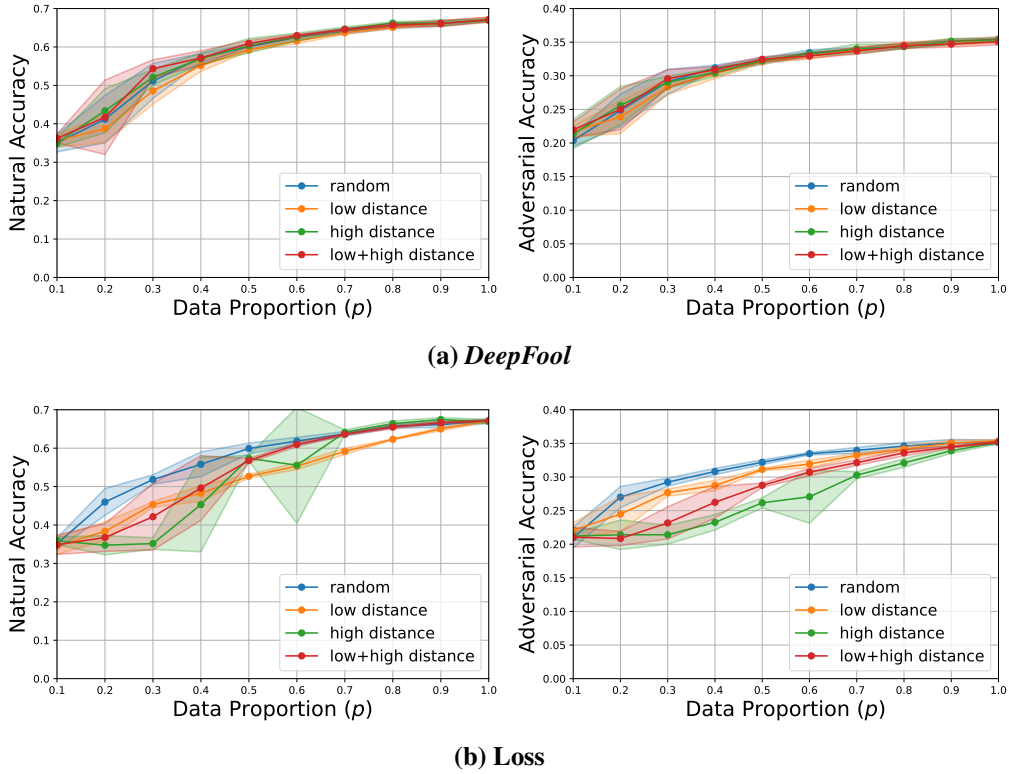 0.7
0.6
0.5
0.4
0.3
0.2
0.1
0.0
Natural Accuracy
random
low distance
high distance
low+high distance
0.1 0.2 0.3 0.4 0.5 0.6 0.7 0.8 0.9 1.0
Data Proportion (p)
0.40
0.35
0.30
0.25
0.20
0.15
0.10
0.05
0.00
Adversarial Accuracy
random
low distance
high distance
low+high distance
0.1 0.2 0.3 0.4 0.5 0.6 0.7 0.8 0.9 1.0
Data Proportion (p)
(a) DeepFool
0.7
0.6
0.5
0.4
0.3
0.2
0.1
0.0
Natural Accuracy
random
low distance
high distance
low+high distance
0.1 0.2 0.3 0.4 0.5 0.6 0.7 0.8 0.9 1.0
Data Proportion (p)
0.40
0.35
0.30
0.25
0.20
0.15
0.10
0.05
0.00
Adversarial Accuracy
random
low distance
high distance
low+high distance
0.1 0.2 0.3 0.4 0.5 0.6 0.7 0.8 0.9 1.0
Data Proportion (p)
(b) Loss